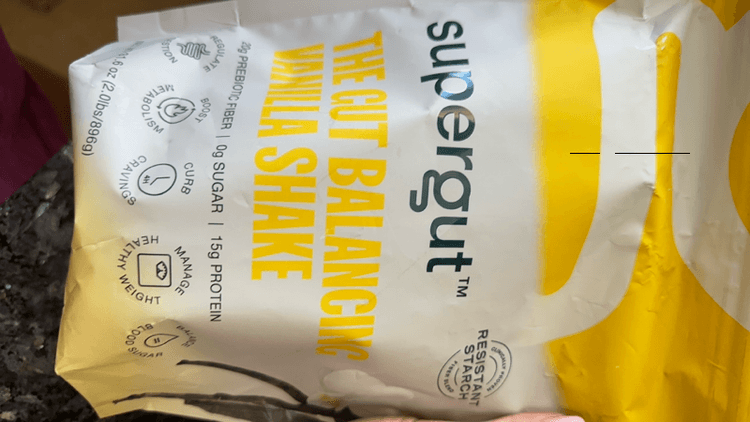 supergut™
THE GUT BALANCING
VANILLA SHAKE
PREBIOTIC FIBER | 0g SUGAR | 15g PROTEIN
REGULATE
BOOST
METABOLISM
CURB
CRAVINGS
MANAGE
HEALTHY WEIGHT
BLOOD SUGAR
RESISTANT
STARCH
6 oz (2.0lbs/896g)